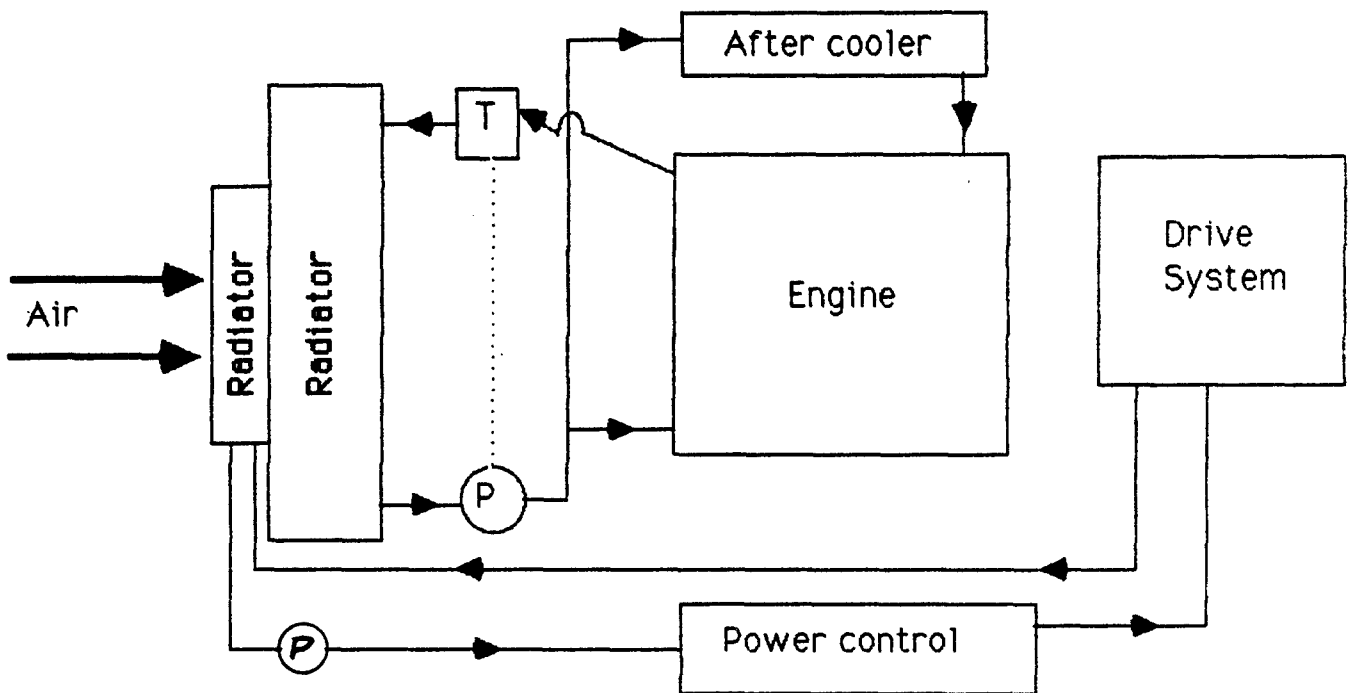 After cooler
T
Drive
System
Engine
Air
Radiator
Radiator
P
Power control
P